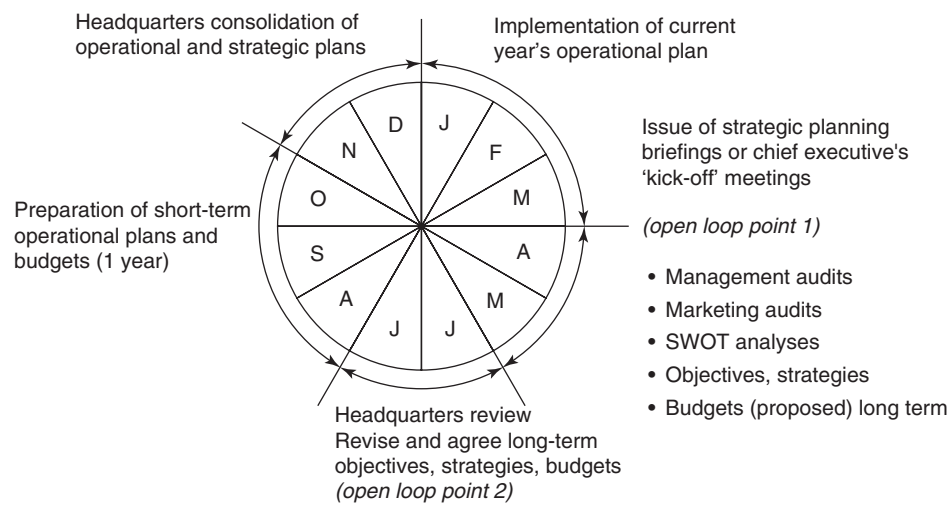 Headquarters consolidation of
operational and strategic plans
Implementation of current
year's operational plan
D
J
N
F
O
M
S
A
A
M
J
J
Issue of strategic planning
briefings or chief executive's
‘kick-off’ meetings
(open loop point 1)
• Management audits
• Marketing audits
• SWOT analyses
• Objectives, strategies
• Budgets (proposed) long term
Preparation of short-term
operational plans and
budgets (1 year)
Headquarters review
Revise and agree long-term
objectives, strategies, budgets
(open loop point 2)